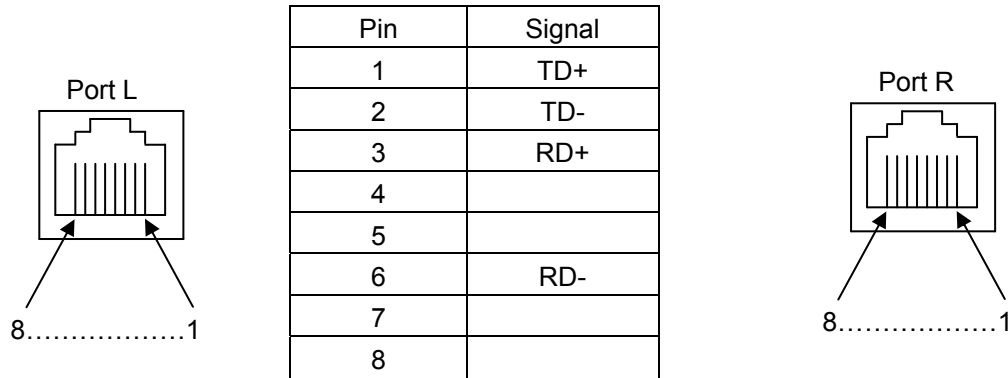 Port L
8………………1
Pin Signal
1 TD+
2 TD-
3 RD+
4
5
6 RD-
7
8
Port R
8………………1